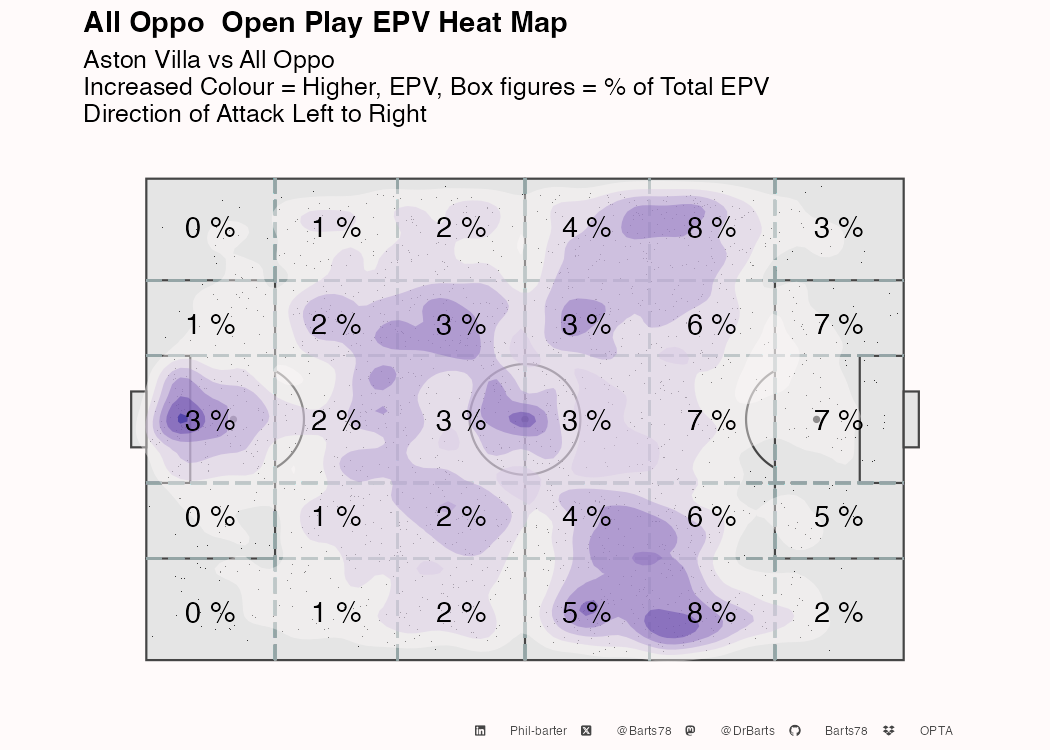 All Oppo  Open Play EPV Heat Map
Aston Villa vs All Oppo
Increased Colour = Higher, EPV, Box figures = % of Total EPV
Direction of Attack Left to Right
0 % 1 % 2 % 4 % 8 % 3 %
1 % 2 % 3 % 3 % 6 % 7 %
3 % 2 % 3 % 3 % 7 % 7 %
0 % 1 % 2 % 4 % 6 % 5 %
0 % 1 % 2 % 5 % 8 % 2 %
Phil-barter @Barts78 @DrBarts Barts78 OPTA